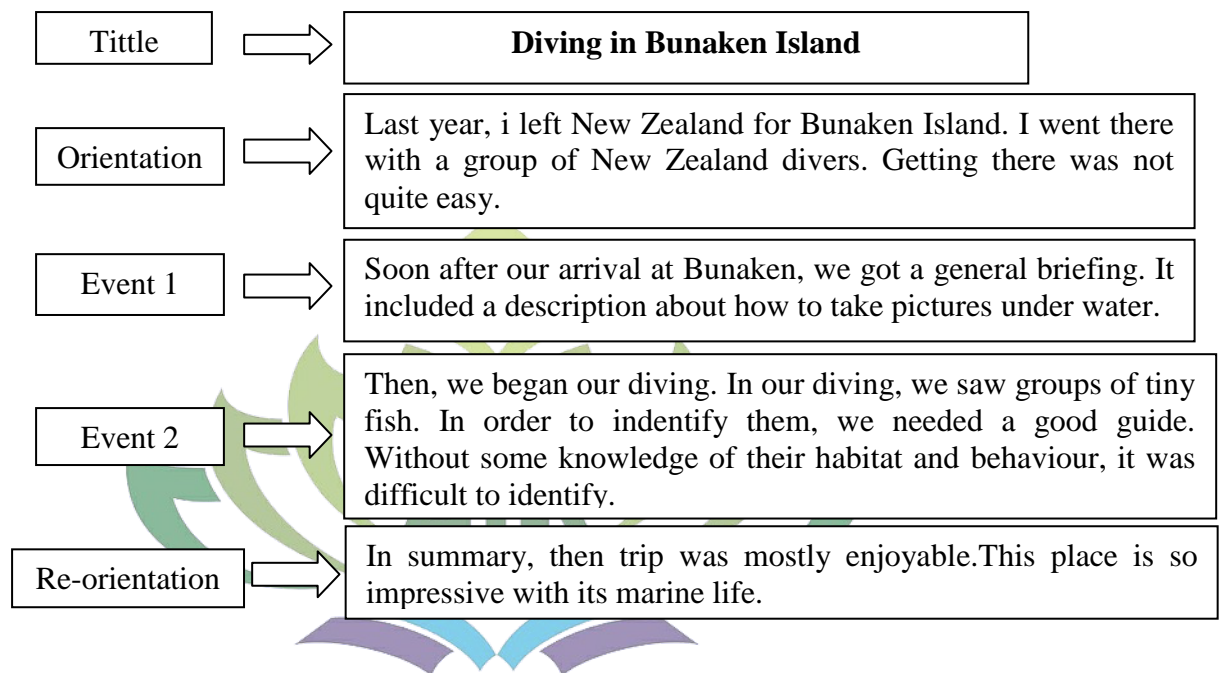 Tittle
Diving in Bunaken Island
Orientation
Last year, i left New Zealand for Bunaken Island. I went there
with a group of New Zealand divers. Getting there was not
quite easy.
Event 1
Soon after our arrival at Bunaken, we got a general briefing. It
included a description about how to take pictures under water.
Event 2
Then, we began our diving. In our diving, we saw groups of tiny
fish. In order to indentify them, we needed a good guide.
Without some knowledge of their habitat and behaviour, it was
difficult to identify.
Re-orientation
In summary, then trip was mostly enjoyable.This place is so
impressive with its marine life.